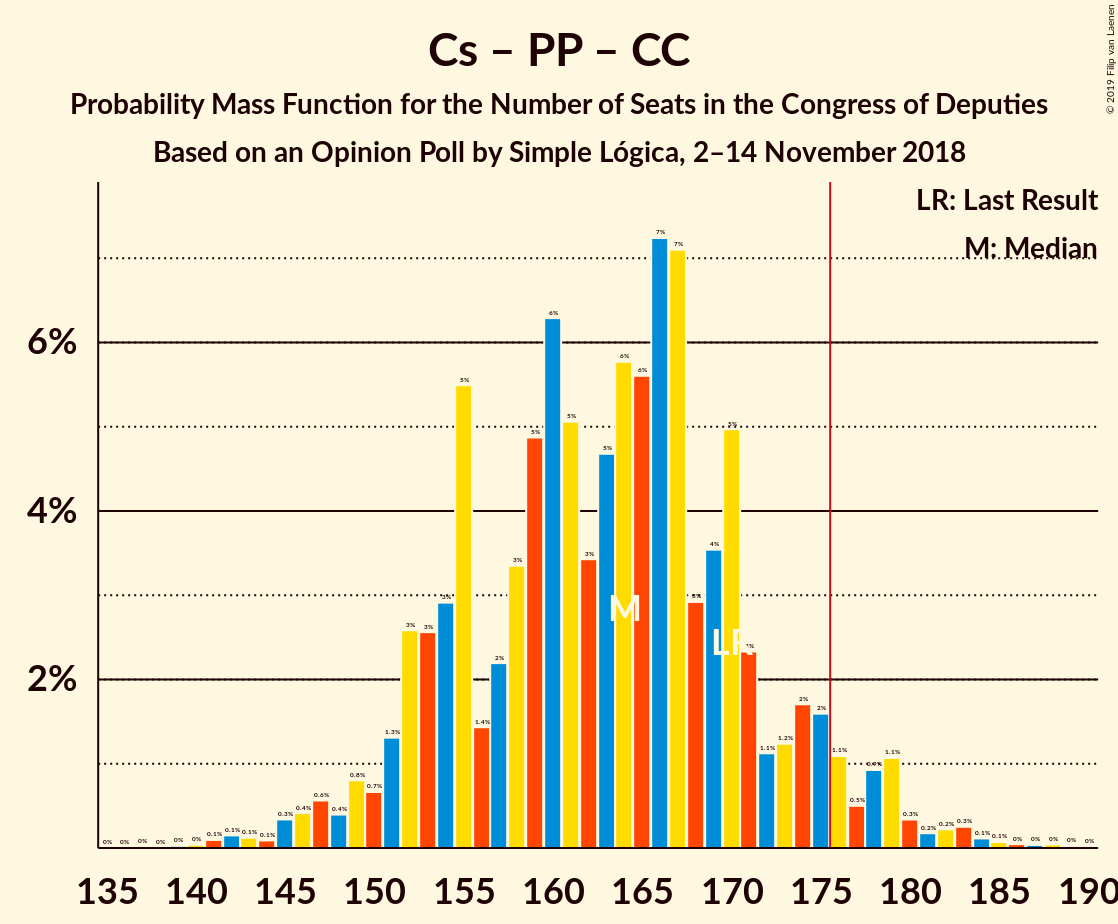 Cs – PP – CC
Probability Mass Function for the Number of Seats in the Congress of Deputies
Based on an Opinion Poll by Simple Lógica, 2–14 November 2018
© 2019 Filip van Laenen
LR: Last Result
M: Median
6%
4%
2%
0% 0% 0% 0% 0% 0% 0.1% 0.1% 0.1% 0.1% 0.3% 0.4% 0.6% 0.4% 0.8% 0.7% 1.3% 3% 3% 3% 5% 1.4% 2% 3% 5% 6% 5% 3% 5% 6% 6% 7% 7% 3% 4% 5% 2% 1.1% 1.2% 2% 2% 1.1% 0.5% 0.9% 1.1% 0.3% 0.2% 0.2% 0.3% 0.1% 0.1% 0% 0% 0% 0% 0%
M
LR
135 140 145 150 155 160 165 170 175 180 185 190